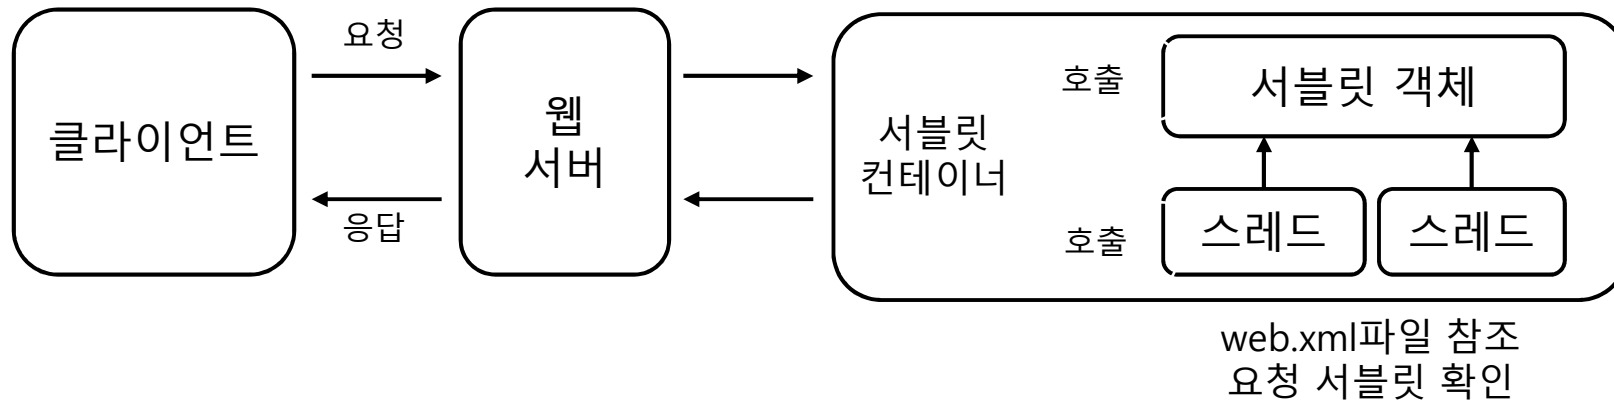 클라이언트
요청
응답
웹
서버
서블릿
컨테이너
호출
서블릿 객체
호출
스레드
스레드
web.xml파일 참조
요청 서블릿 확인